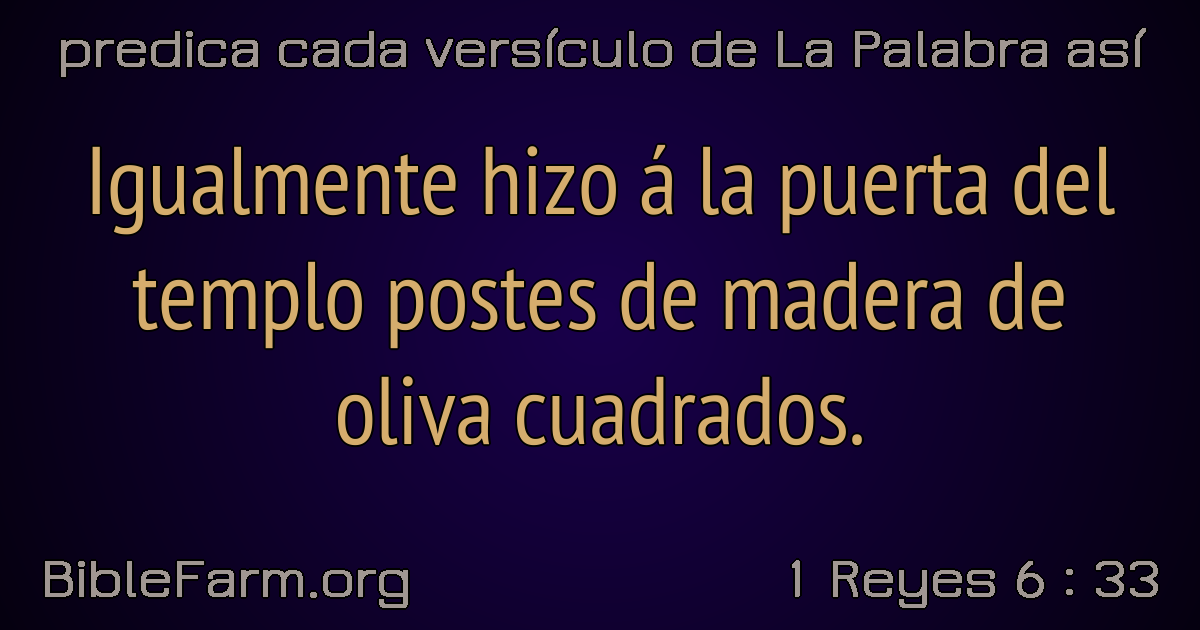 predica cada versículo de La Palabra así
Igualmente hizo á la puerta del
templo postes de madera de
oliva cuadrados.
BibleFarm.org
1 Reyes 6 : 33